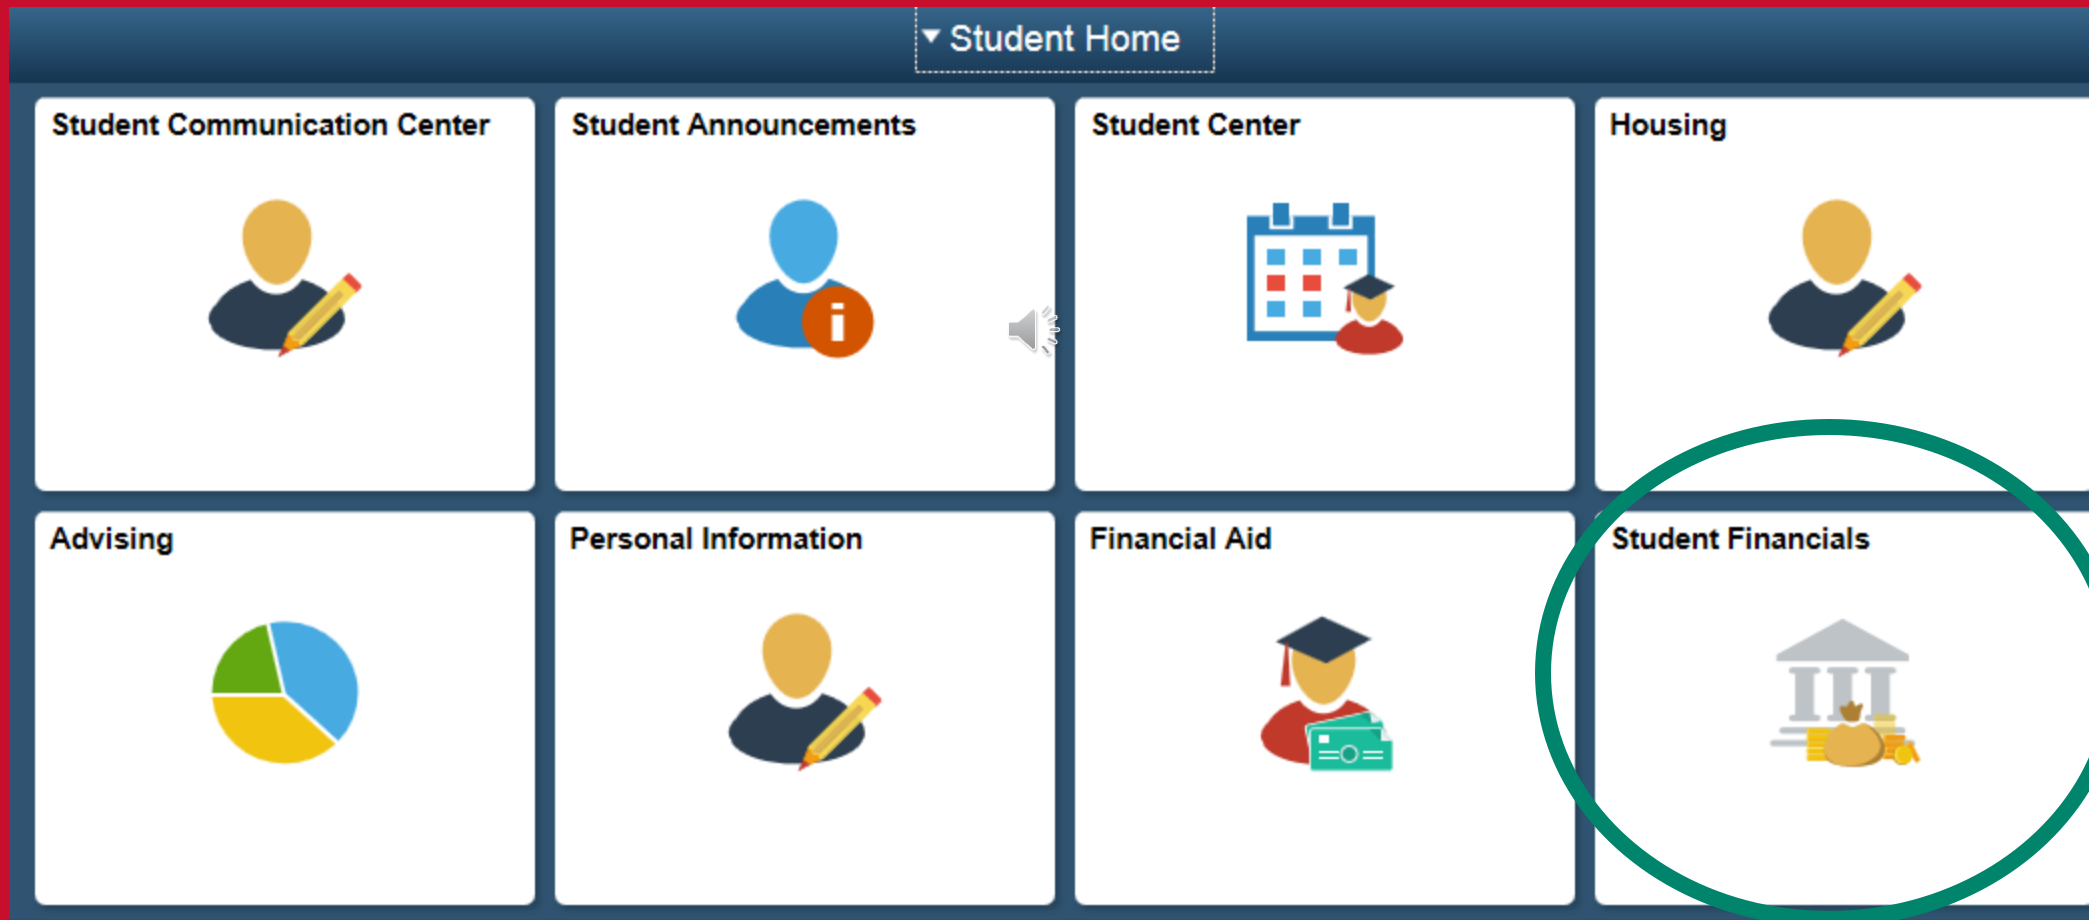 Student Home
Student Communication Center
Student Announcements
Student Center
Housing
Advising
Personal Information
Financial Aid
Student Financials